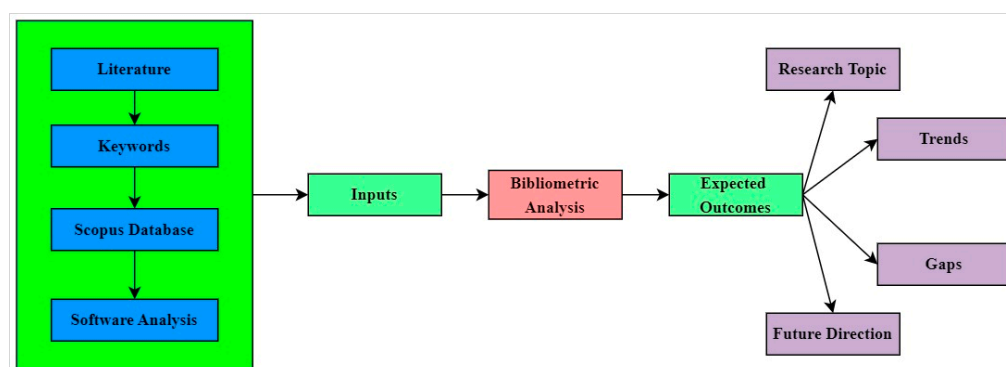 Literature
Keywords
Scopus Database
Software Analysis
Inputs
Bibliometric
Analysis
Expected
Outcomes
Research Topic
Trends
Gaps
Future Direction